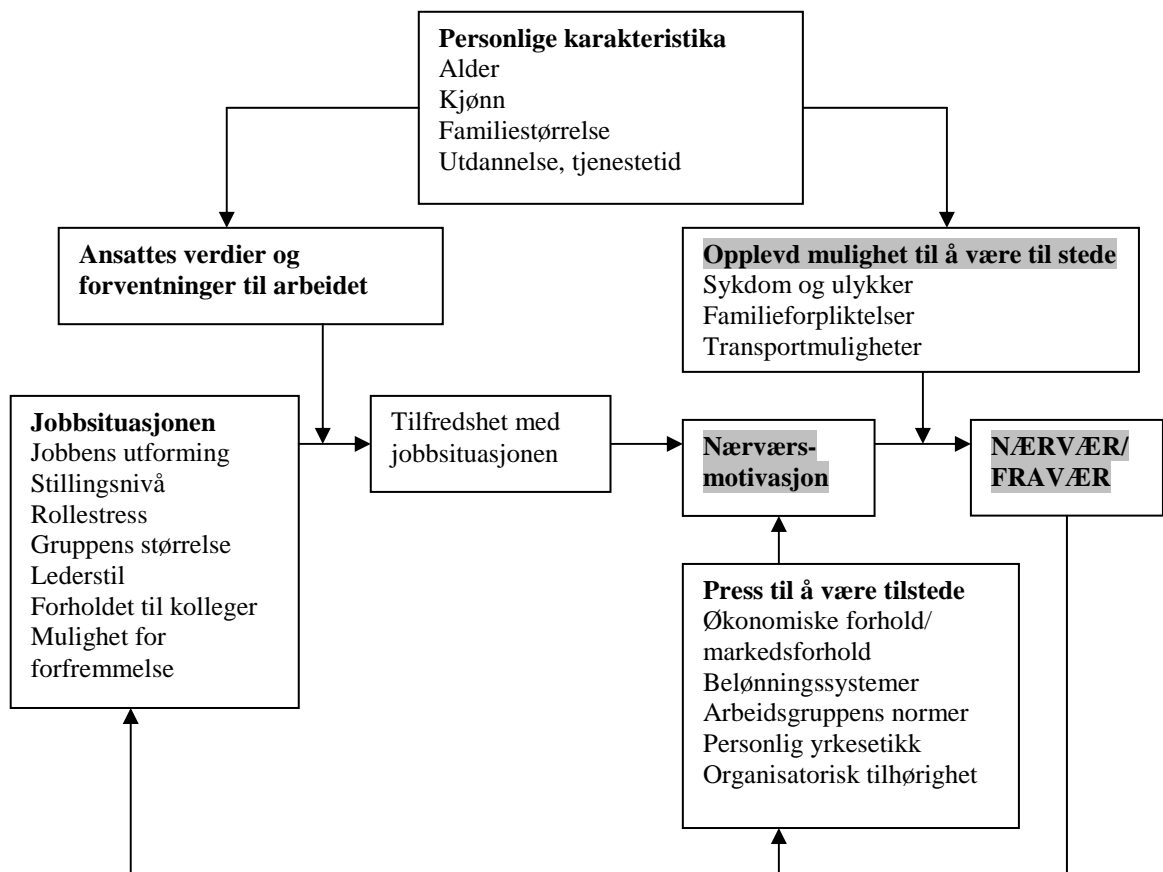 Personlige karakteristika
Alder
Kjønn
Familiestørrelse
Utdannelse, tjenestetid
Ansattes verdier og
forventninger til arbeidet
Opplevd mulighet til å være til stede
Sykdom og ulykker
Familieforpliktelser
Transportmuligheter
Jobbsituasjonen
Jobbens utforming
Stillingsnivå
Rollestress
Gruppens størrelse
Lederstil
Forholdet til kolleger
Mulighet for
forfremmelse
Tilfredshet med
jobbsituasjonen
Nærværs-
motivasjon
NÆRVÆR/
FRAVÆR
Press til å være tilstede
Økonomiske forhold/
markedsforhold
Belønningssystemer
Arbeidsgruppens normer
Personlig yrkesetikk
Organisatorisk tilhørighet